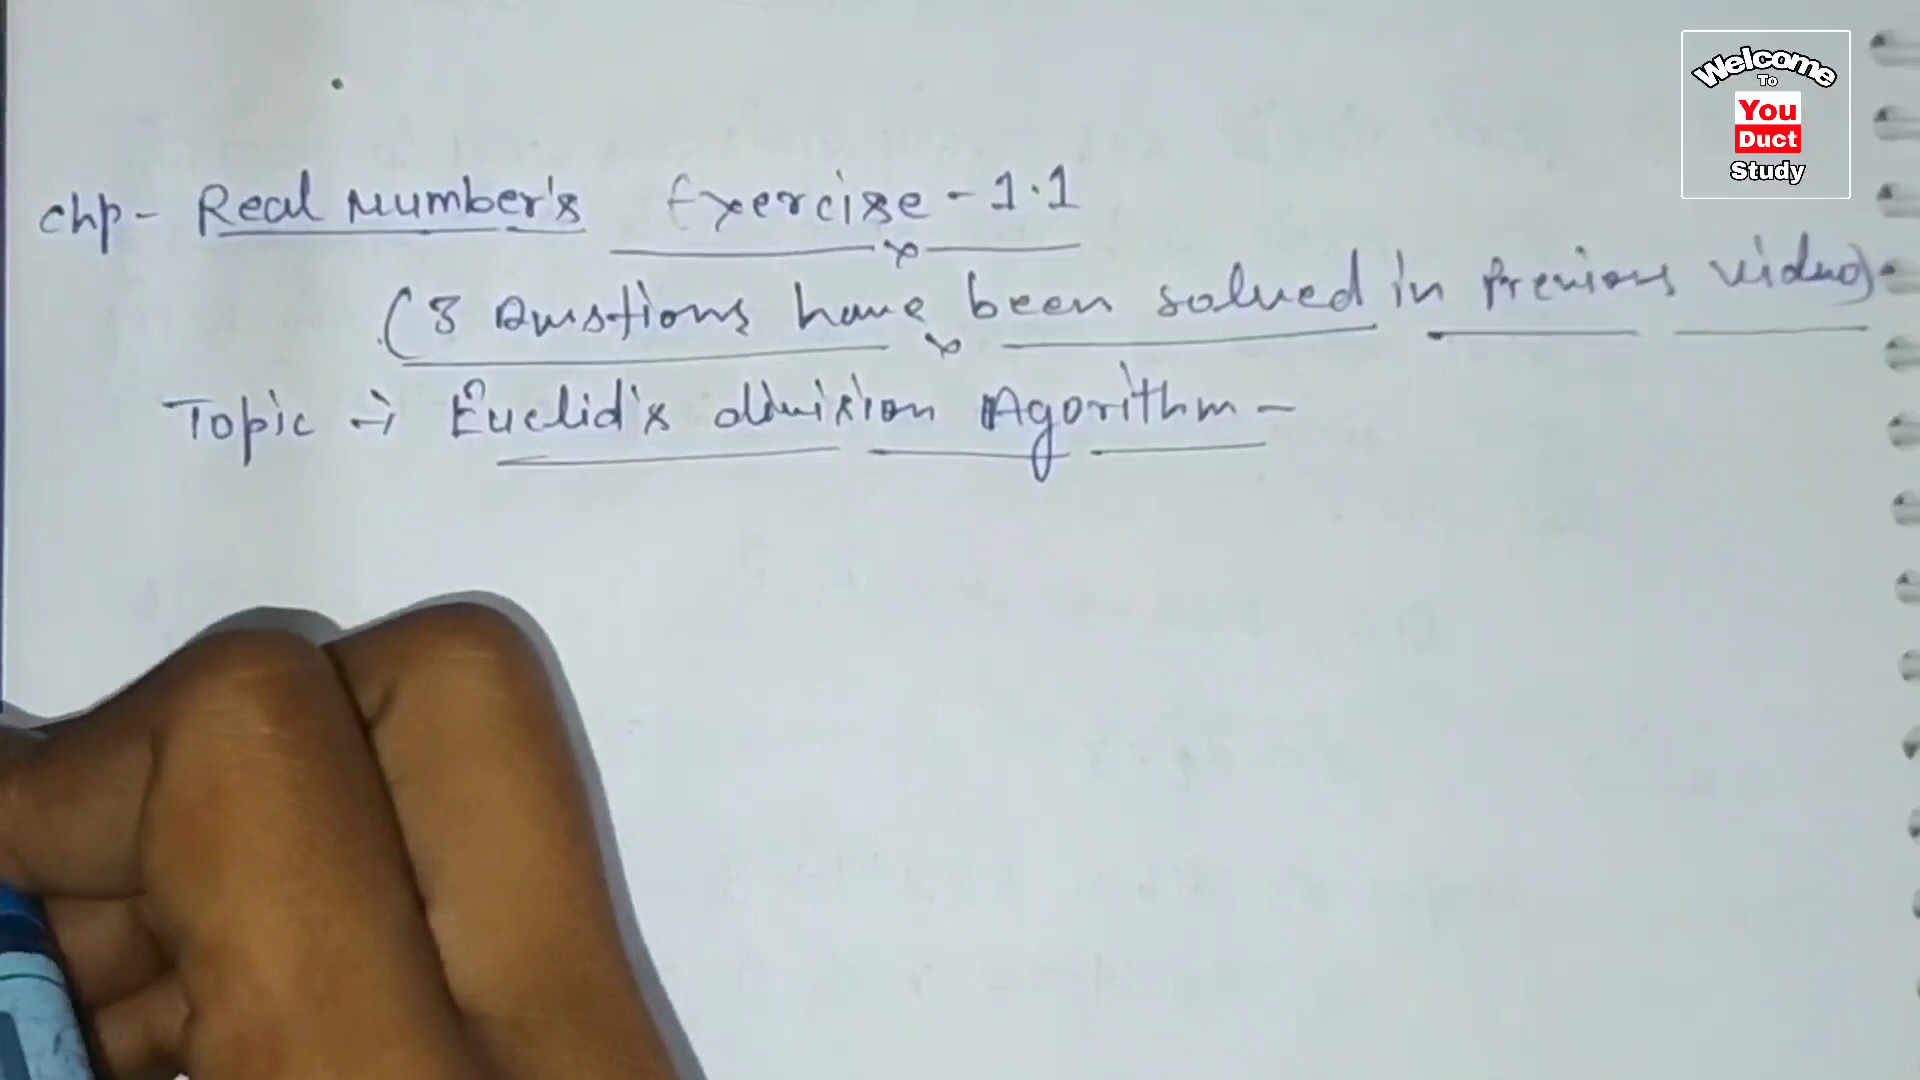 chp- Real Number's Exercise - 1.1
(8 Questions have been solved in Previous video)
Topic → Euclid's division Agorithm -
Welcome
To
You
Duct
Study